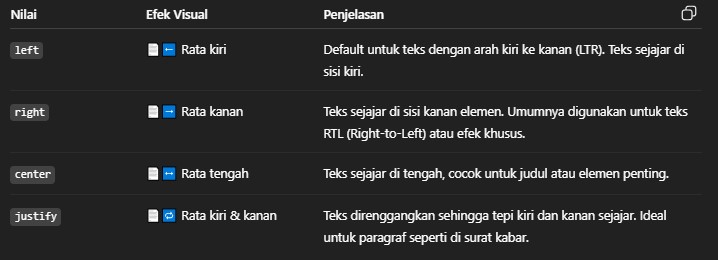 Nilai Efek Visual Penjelasan
left 📄⬅️ Rata kiri Default untuk teks dengan arah kiri ke kanan (LTR). Teks sejajar di
sisi kiri.
right 📄➡️ Rata kanan Teks sejajar di sisi kanan elemen. Umumnya digunakan untuk teks
RTL (Right-to-Left) atau efek khusus.
center 📄↔️ Rata tengah Teks sejajar di tengah, cocok untuk judul atau elemen penting.
justify 📄🔁 Rata kiri & kanan Teks direnggangkan sehingga tepi kiri dan kanan sejajar. Ideal
untuk paragraf seperti di surat kabar.